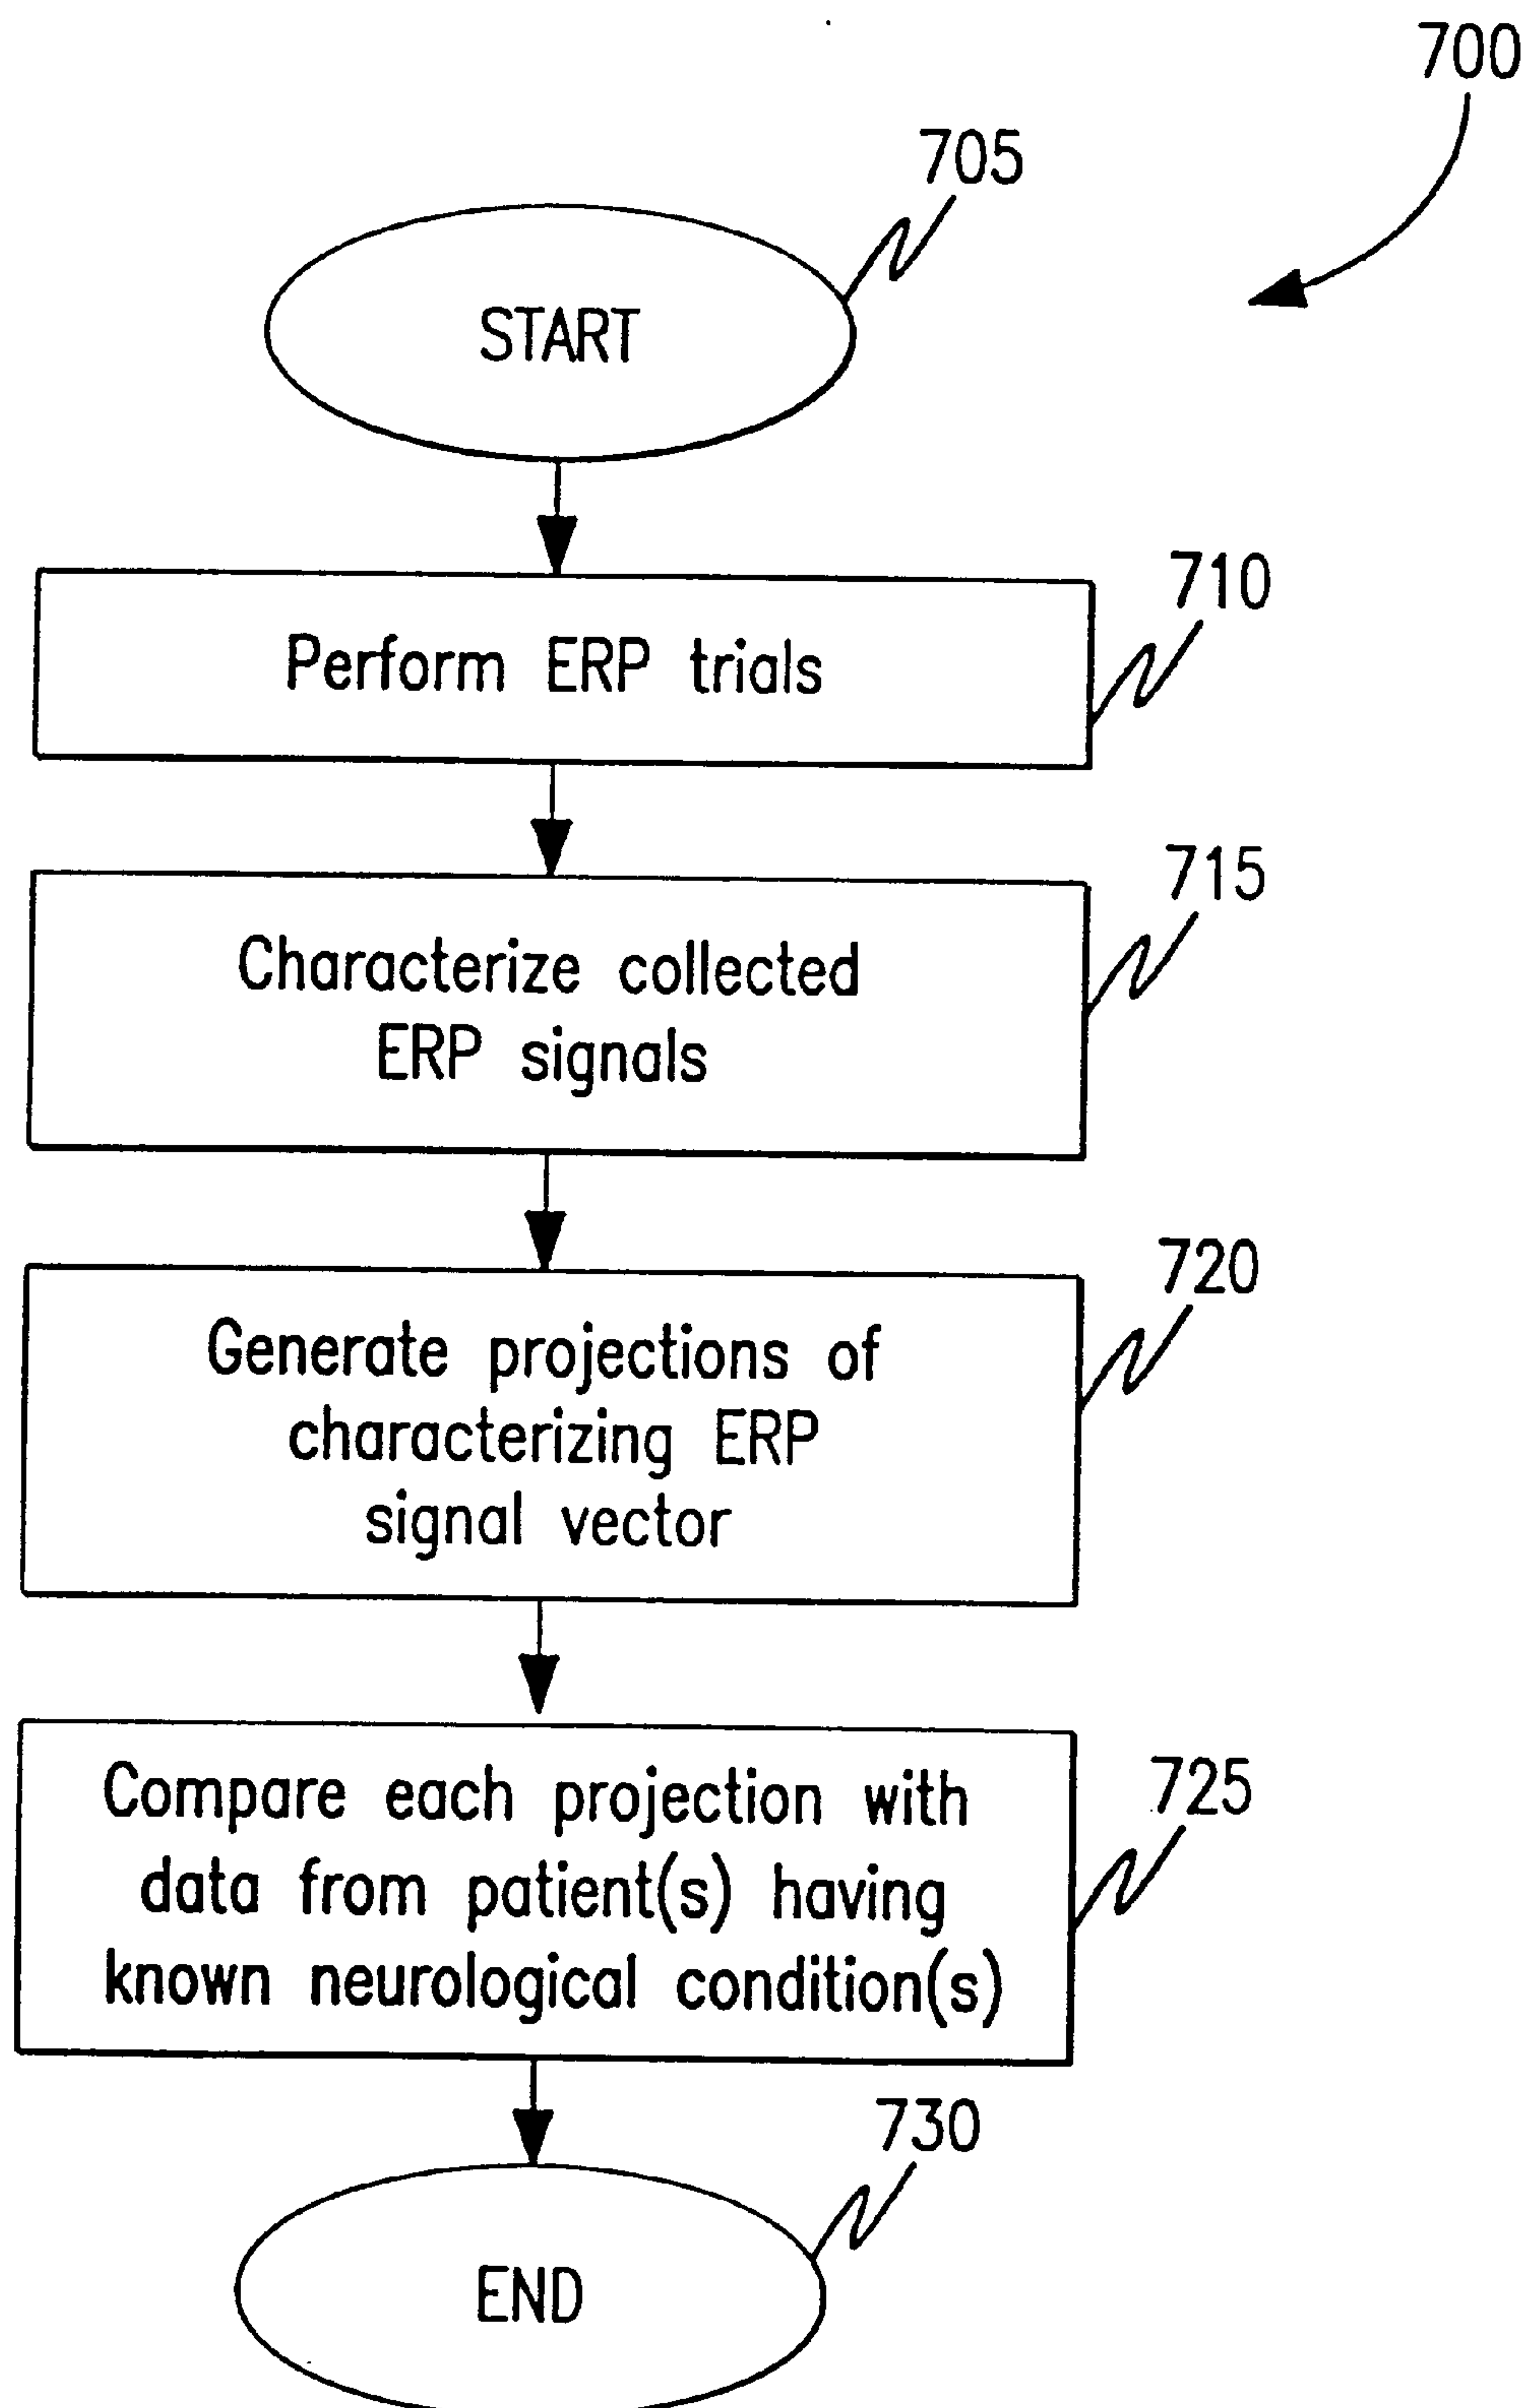 700
705
START
710
Perform ERP trials
715
Characterize collected
ERP signals
720
Generate projections of
characterizing ERP
signal vector
725
Compare each projection with
data from patient(s) having
known neurological condition(s)
730
END